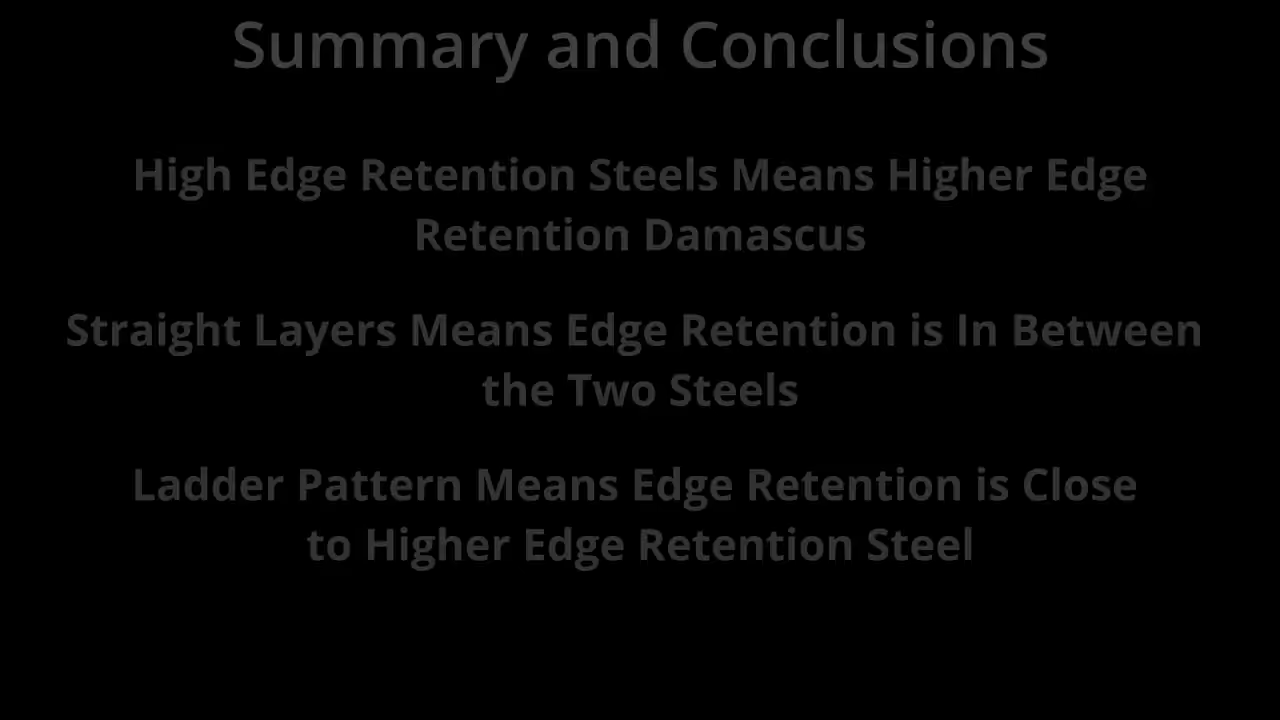 Summary and Conclusions
High Edge Retention Steels Means Higher Edge
Retention Damascus
Straight Layers Means Edge Retention is In Between
the Two Steels
Ladder Pattern Means Edge Retention is Close
to Higher Edge Retention Steel